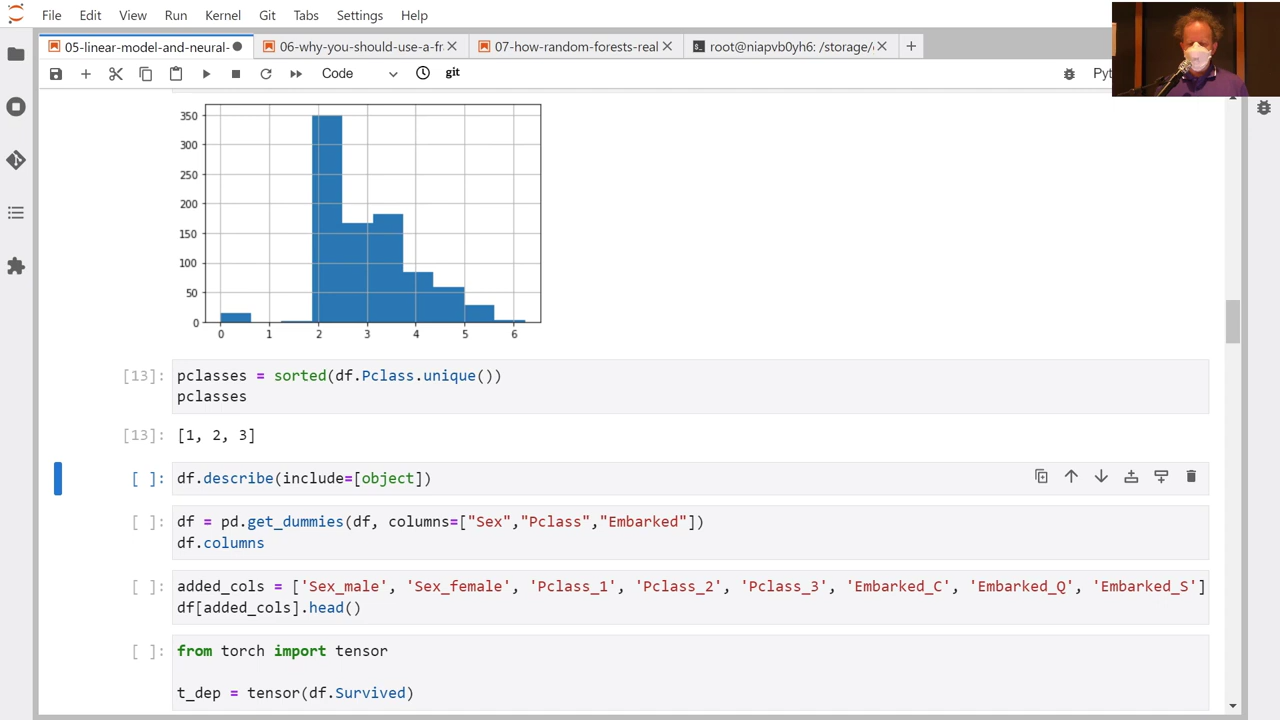 File Edit View Run Kernel Git Tabs Settings Help
05-linear-model-and-neural- 06-why-you-should-use-a-fr 07-how-random-forests-real root@niapvb0yh6: /storage/
Code git Pyt
350
300
250
200
150
100
50
0
0 1 2 3 4 5 6
[13]: pclasses = sorted(df.Pclass.unique())
pclasses
[13]: [1, 2, 3]
[ ]: df.describe(include=[object])
[ ]: df = pd.get_dummies(df, columns=["Sex","Pclass","Embarked"])
df.columns
[ ]: added_cols = ['Sex_male', 'Sex_female', 'Pclass_1', 'Pclass_2', 'Pclass_3', 'Embarked_C', 'Embarked_Q', 'Embarked_S']
df[added_cols].head()
[ ]: from torch import tensor
t_dep = tensor(df.Survived)